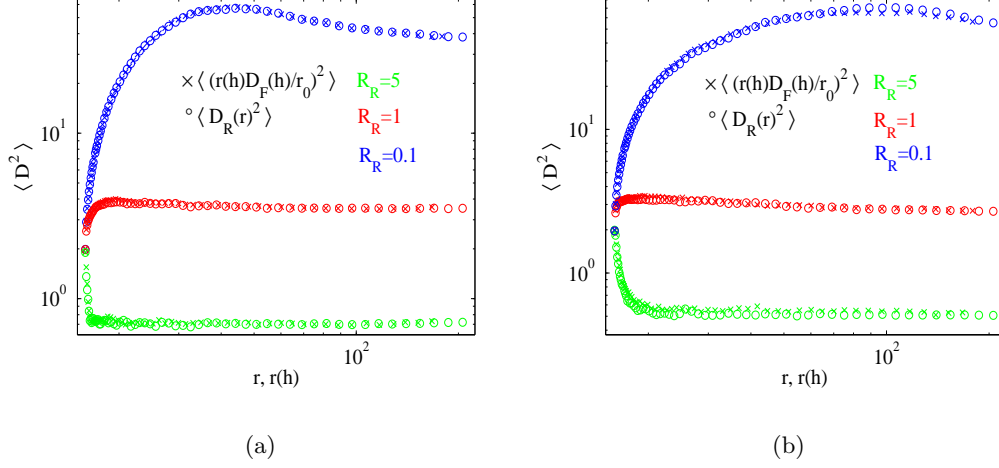 10^1
10^0
⟨ D^2 ⟩
×⟨ (r(h)D_F(h)/r_0)^2 ⟩
∘⟨ D_R(r)^2 ⟩
R_R=5
R_R=1
R_R=0.1
10^2
r, r(h)
(a)
10^1
10^0
⟨ D^2 ⟩
×⟨ (r(h)D_F(h)/r_0)^2 ⟩
∘⟨ D_R(r)^2 ⟩
R_R=5
R_R=1
R_R=0.1
10^2
r, r(h)
(b)